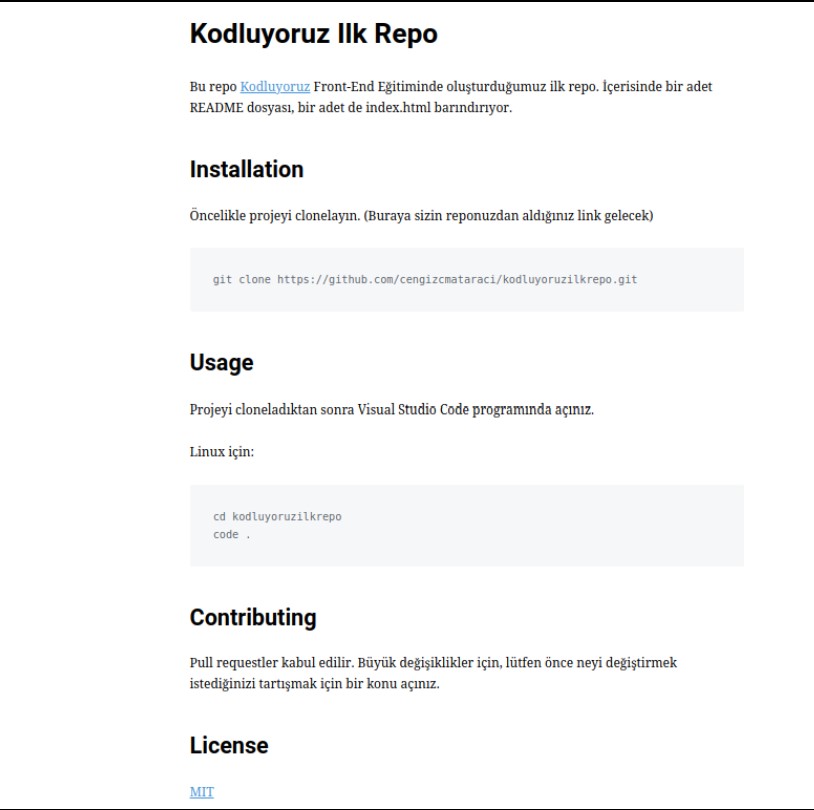 Kodluyoruz Ilk Repo
Bu repo Kodluyoruz Front-End Eğitiminde oluşturduğumuz ilk repo. İçerisinde bir adet
README dosyası, bir adet de index.html barındırıyor.
Installation
Öncelikle projeyi clonelayın. (Buraya sizin reponuzdan aldığınız link gelecek)
git clone https://github.com/cengizcmataraci/kodluyoruzilkrepo.git
Usage
Projeyi cloneladıktan sonra Visual Studio Code programında açınız.
Linux için:
cd kodluyoruzilkrepo
code .
Contributing
Pull requestler kabul edilir. Büyük değişiklikler için, lütfen önce neyi değiştirmek
istediğinizi tartışmak için bir konu açınız.
License
MIT